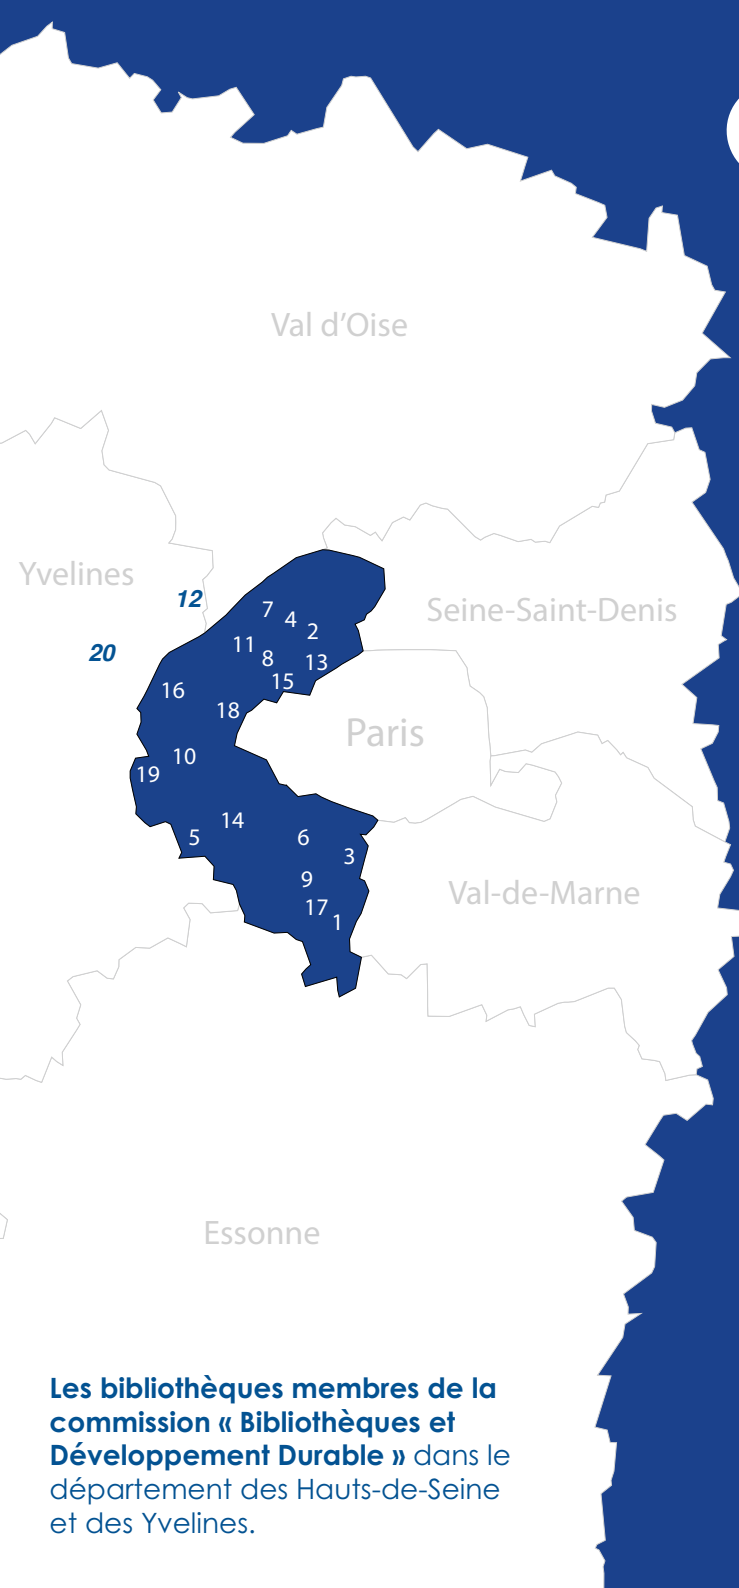 Val d’Oise
Yvelines
12
7
4
2
Seine-Saint-Denis
20
11
8
13
15
16
18
Paris
10
19
14
5
6
3
9
Val-de-Marne
17
1
Essonne
Les bibliothèques membres de la
commission « Bibliothèques et
Développement Durable » dans le
département des Hauts-de-Seine
et des Yvelines.